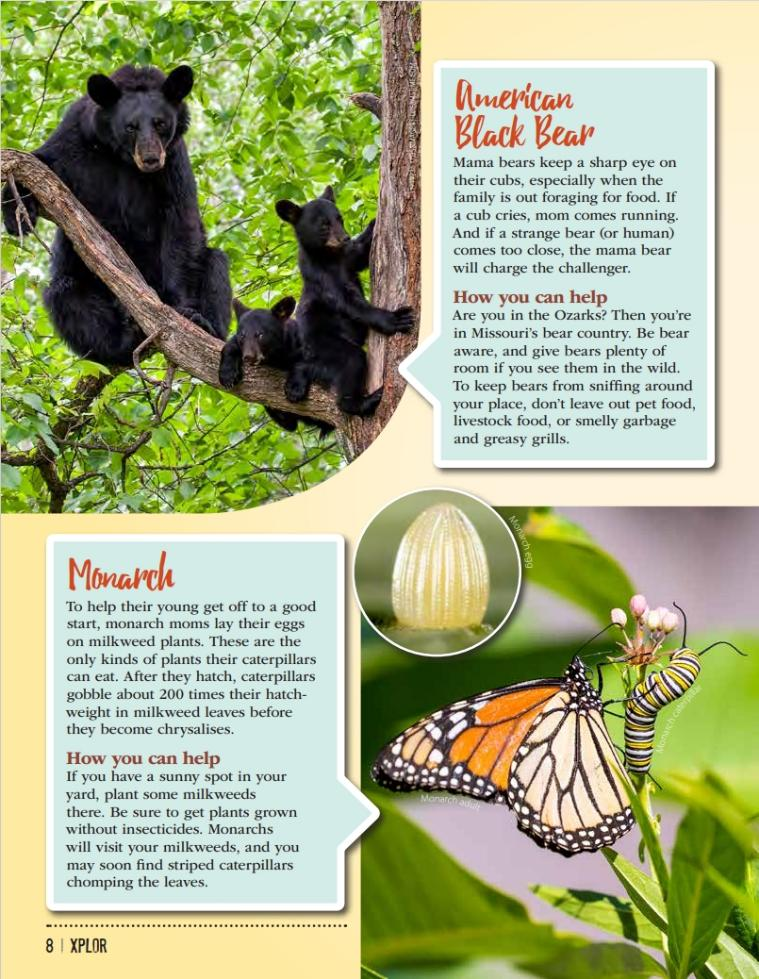 American
Black Bear
Mama bears keep a sharp eye on
their cubs, especially when the
family is out foraging for food. If
a cub cries, mom comes running.
And if a strange bear (or human)
comes too close, the mama bear
will charge the challenger.
How you can help
Are you in the Ozarks? Then you're
in Missouri's bear country. Be bear
aware, and give bears plenty of
room if you see them in the wild.
To keep bears from sniffing around
your place, don't leave out pet food,
livestock food, or smelly garbage
and greasy grills.
Monarch egg
Monarch
To help their young get off to a good
start, monarch moms lay their eggs
on milkweed plants. These are the
only kinds of plants their caterpillars
can eat. After they hatch, caterpillars
gobble about 200 times their hatch-
weight in milkweed leaves before
they become chrysalises.
How you can help
If you have a sunny spot in your
yard, plant some milkweeds
there. Be sure to get plants grown
without insecticides. Monarchs
will visit your milkweeds, and you
may soon find striped caterpillars
chomping the leaves.
Monarch caterpillar
Monarch adult
8 | XPLOR